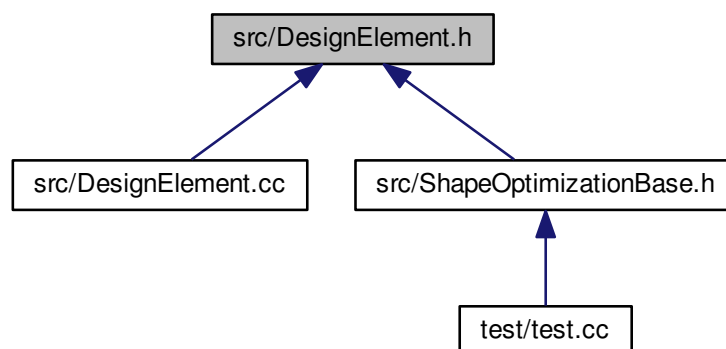 src/DesignElement.h
src/DesignElement.cc
src/ShapeOptimizationBase.h
test/test.cc